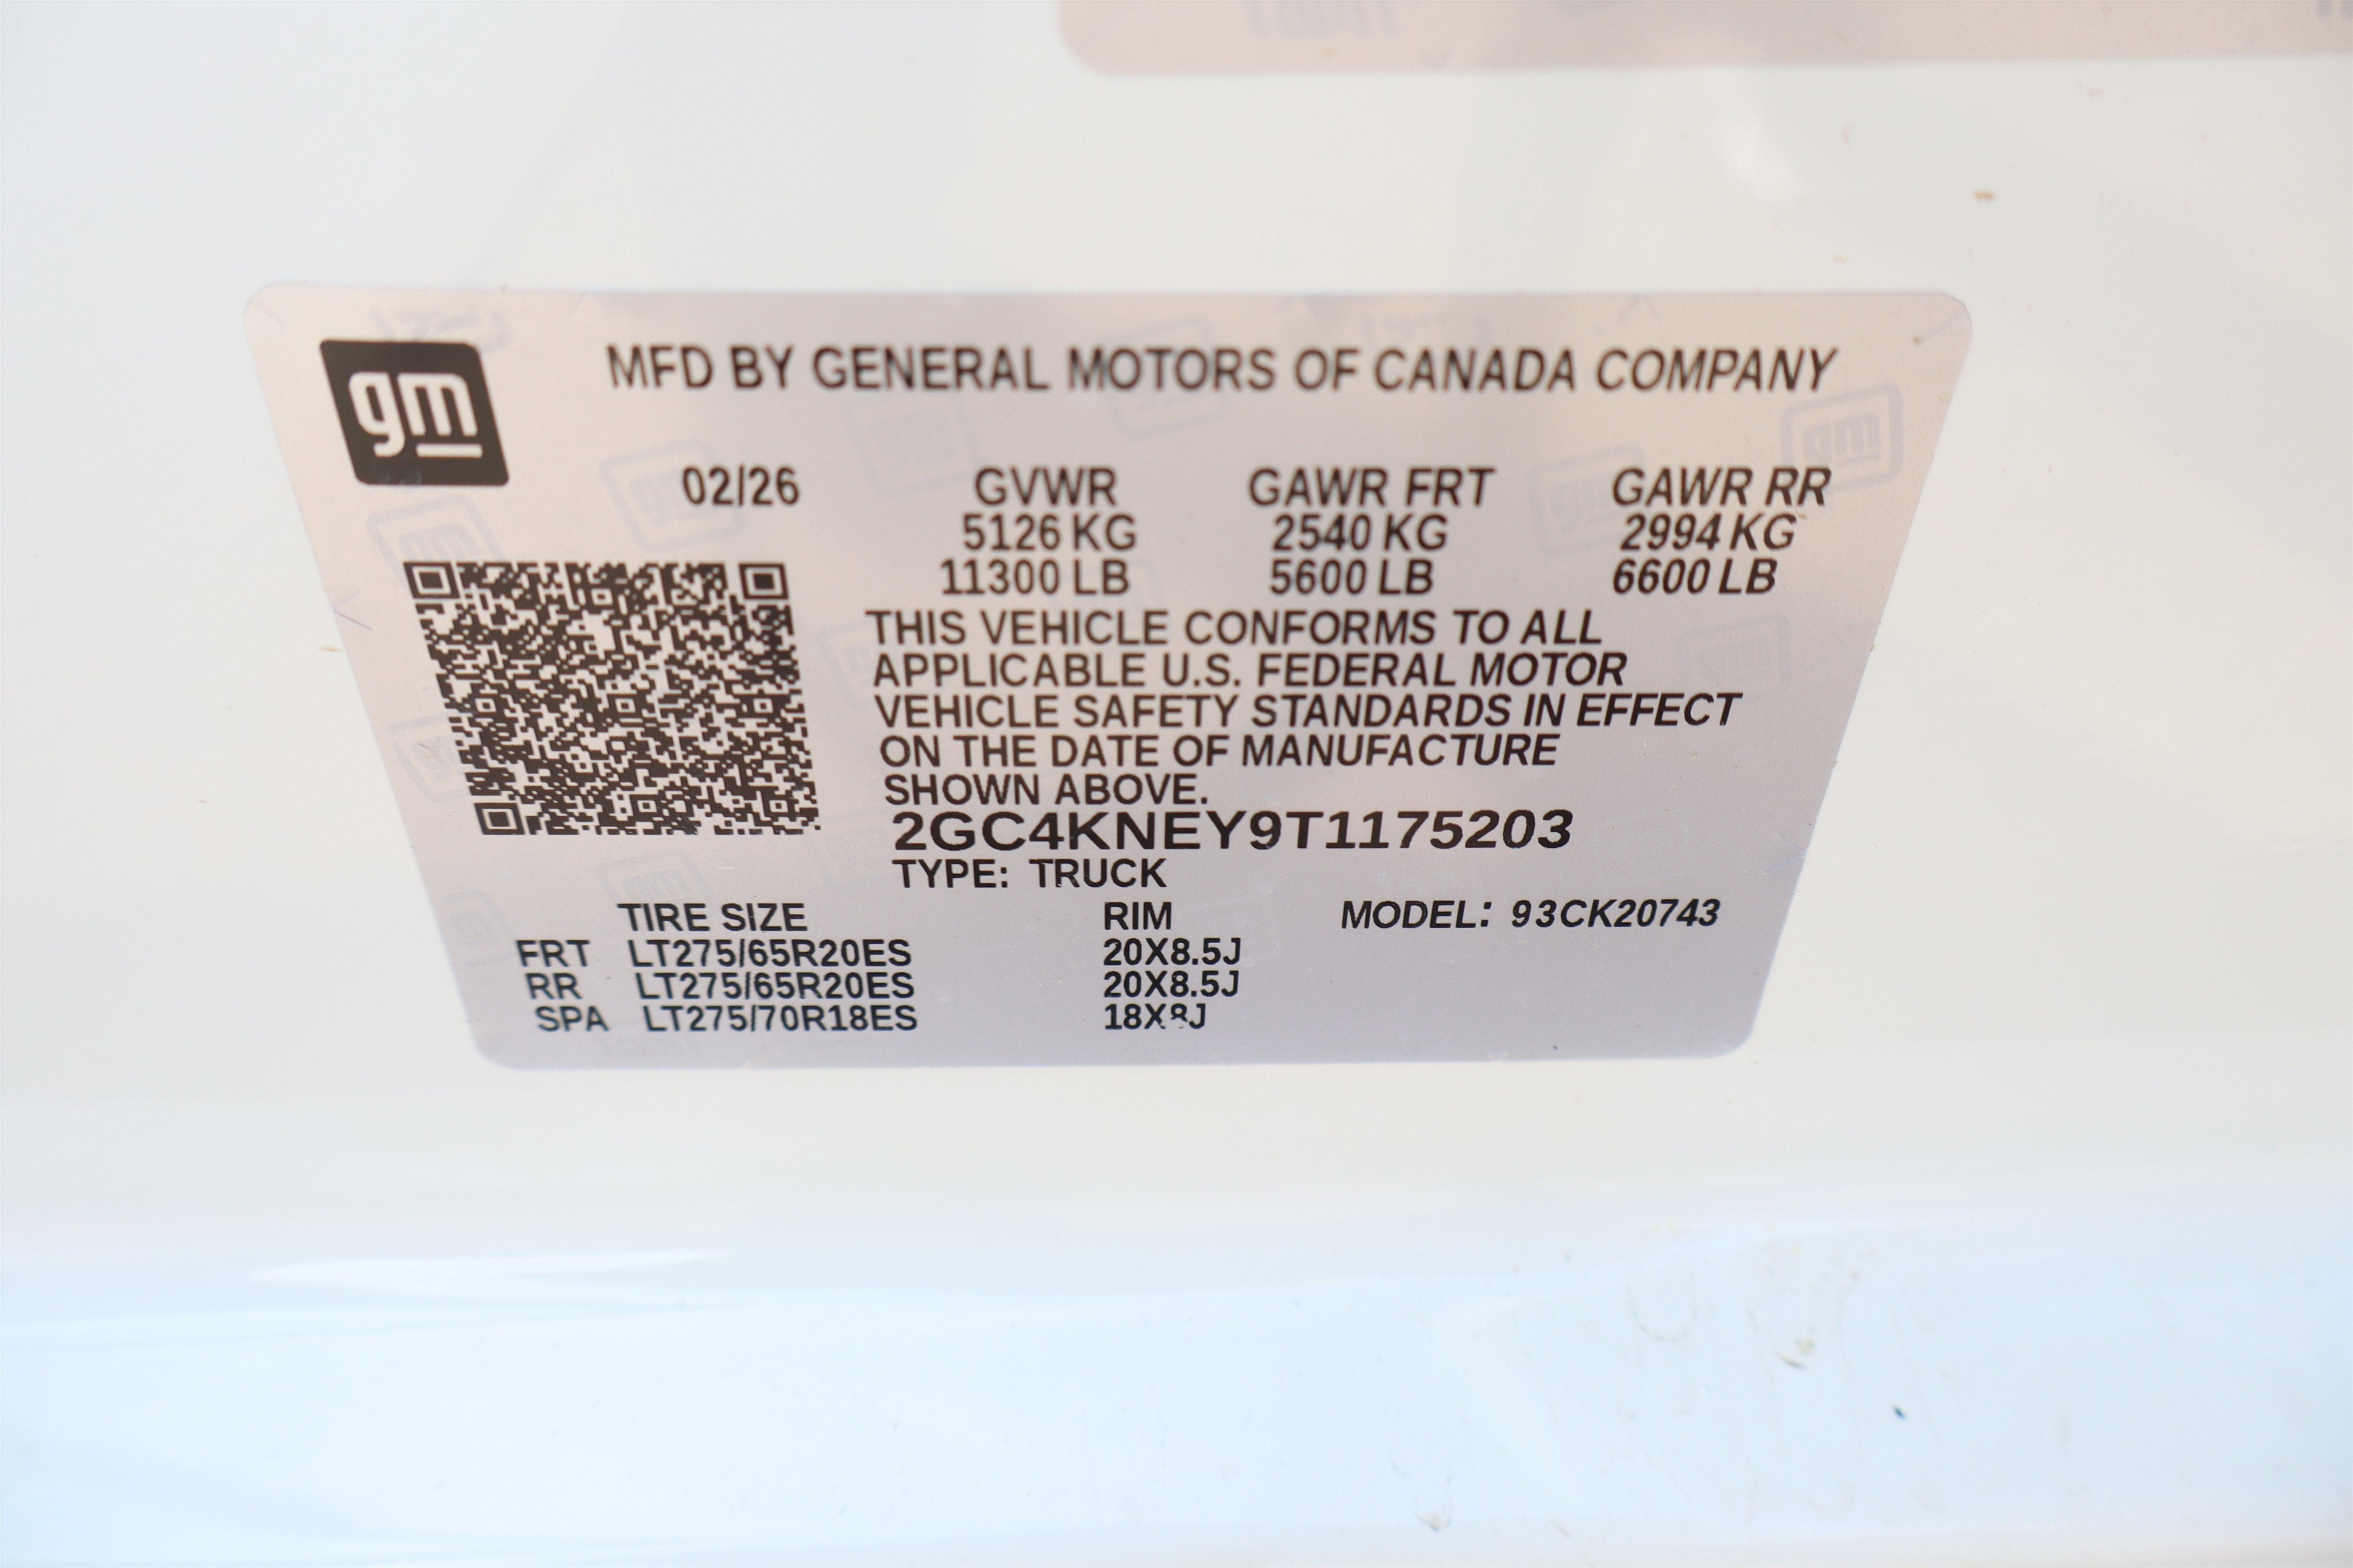 gm
MFD BY GENERAL MOTORS OF CANADA COMPANY
02/26 GVWR GAWR FRT GAWR RR
5126 KG 2540 KG 2994 KG
11300 LB 5600 LB 6600 LB
THIS VEHICLE CONFORMS TO ALL
APPLICABLE U.S. FEDERAL MOTOR
VEHICLE SAFETY STANDARDS IN EFFECT
ON THE DATE OF MANUFACTURE
SHOWN ABOVE.
2GC4KNEY9T1175203
TYPE: TRUCK
TIRE SIZE RIM MODEL: 93CK20743
FRT LT275/65R20ES 20X8.5J
RR LT275/65R20ES 20X8.5J
SPA LT275/70R18ES 18X8J